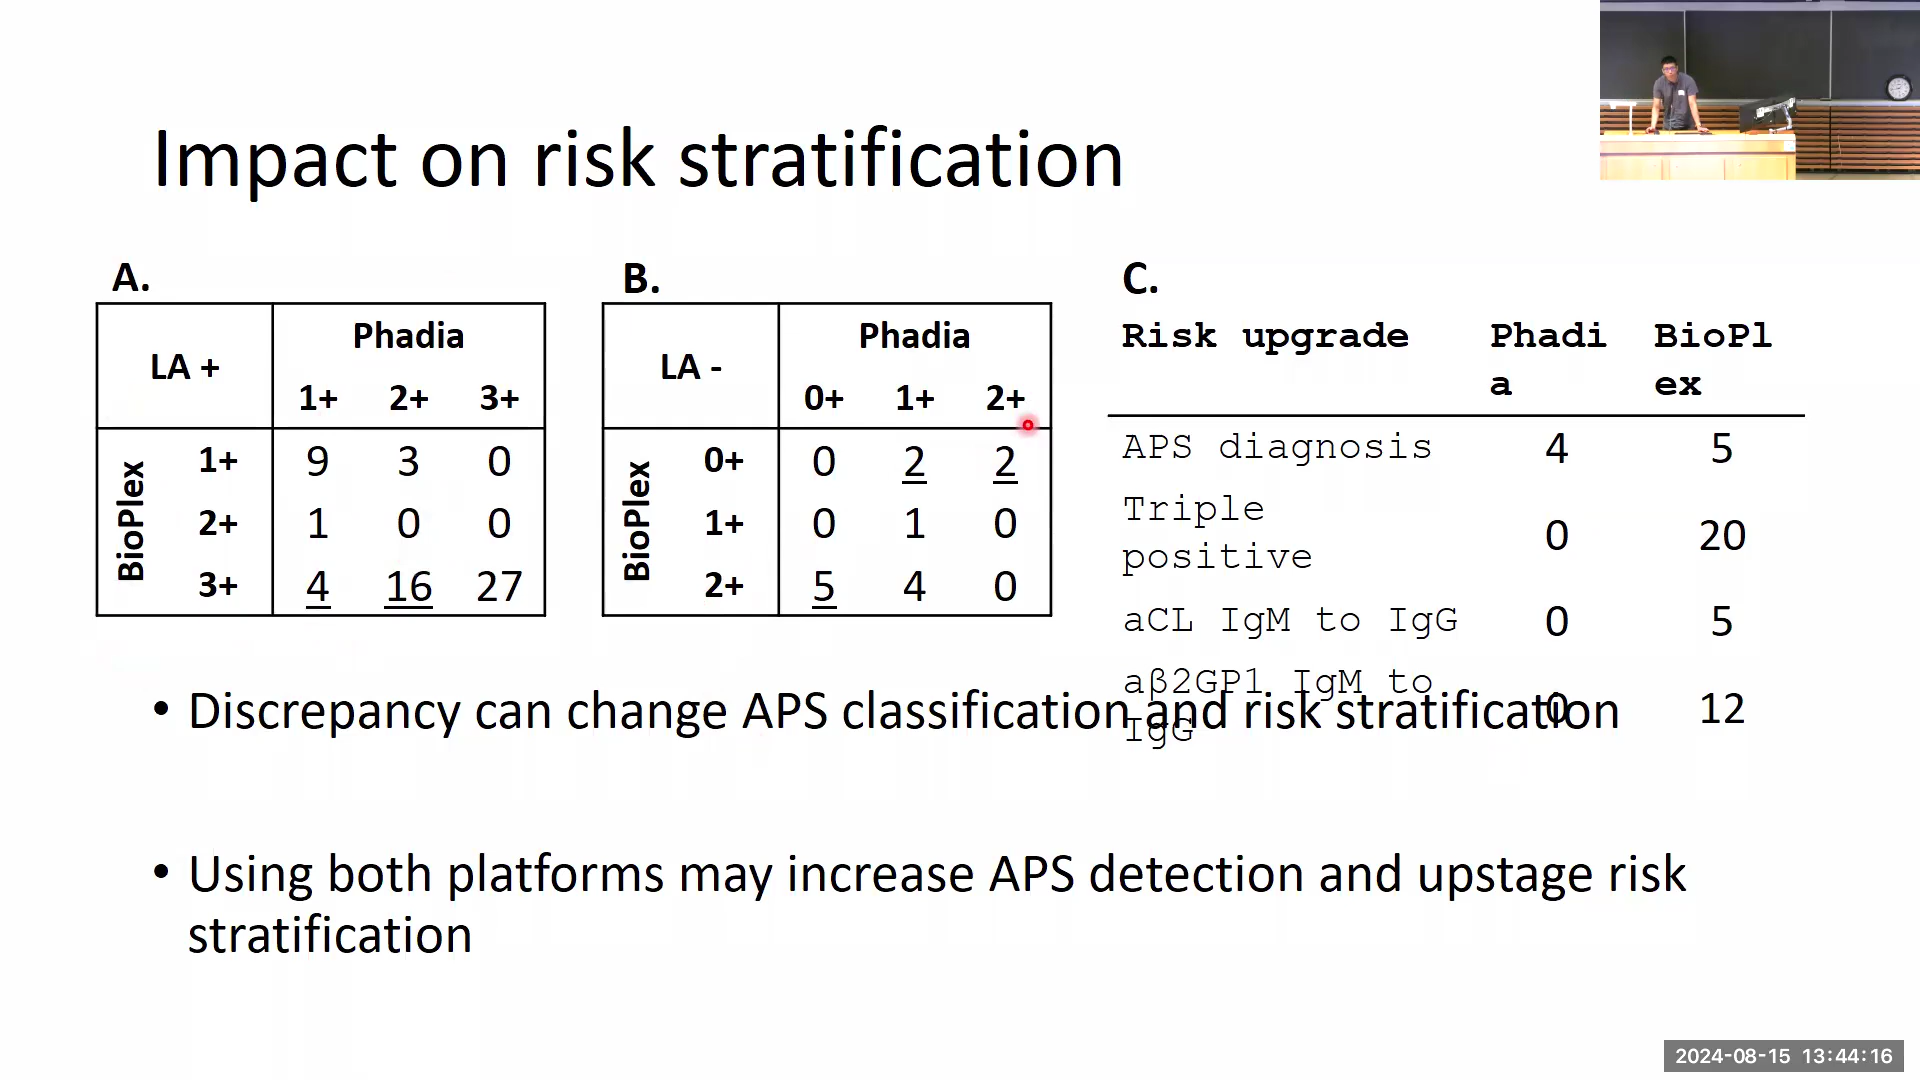 Impact on risk stratification
A.
LA +
Phadia
1+ 2+ 3+
BioPlex
1+ 9 3 0
2+ 1 0 0
3+ 4 16 27
B.
LA -
Phadia
0+ 1+ 2+
BioPlex
0+ 0 2 2
1+ 0 1 0
2+ 5 4 0
C.
Risk upgrade Phadi BioPl
a ex
APS diagnosis 4 5
Triple
positive 0 20
aCL IgM to IgG 0 5
aβ2GP1 IgM to
IgG 0 12
• Discrepancy can change APS classification and risk stratification
• Using both platforms may increase APS detection and upstage risk
stratification
2024-08-15 13:44:16